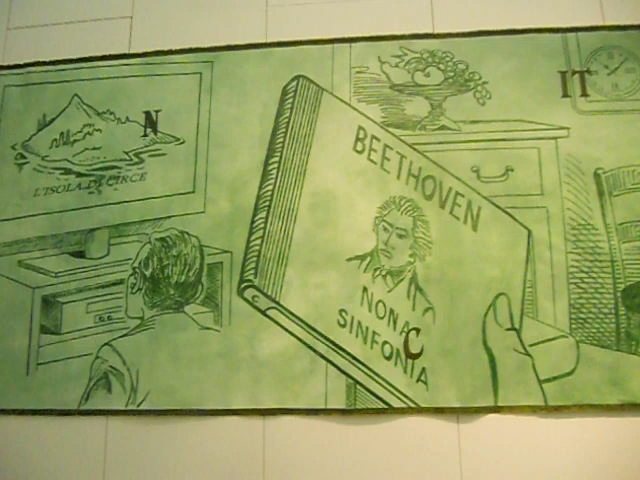 N
L'ISOLA DI CIRCE
BEETHOVEN
NONA
SINFONIA
C
IT